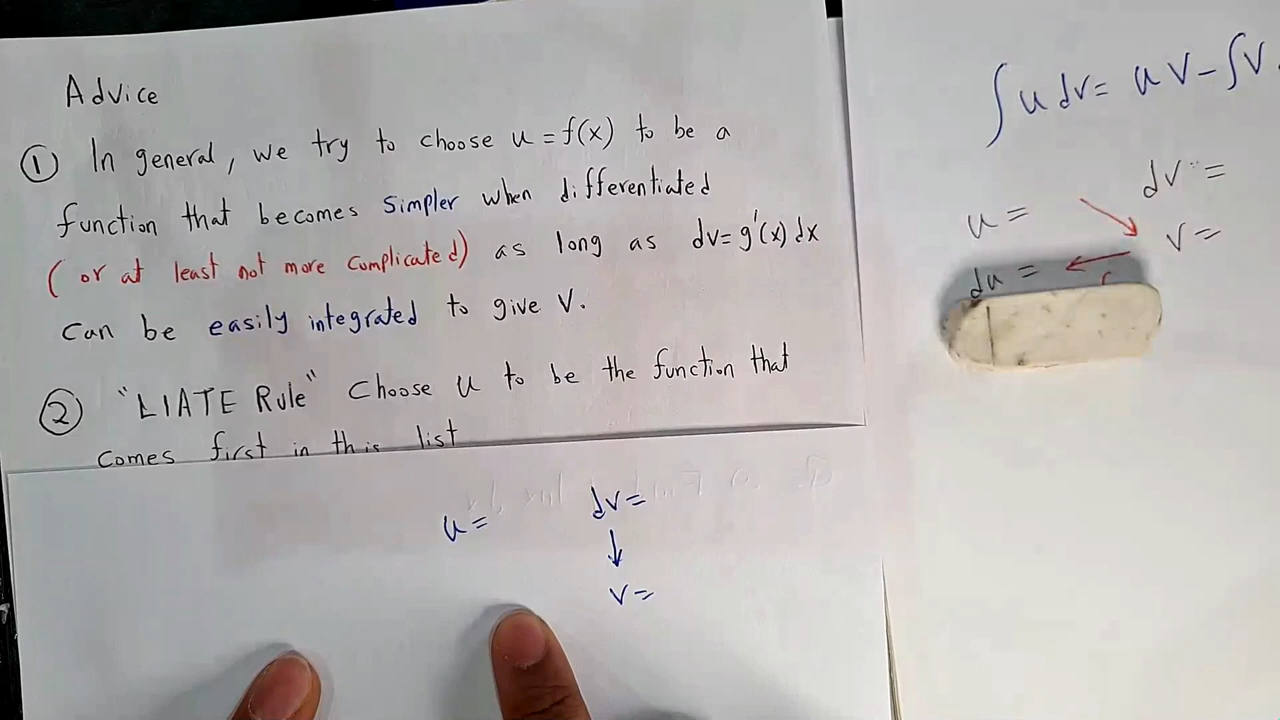 Advice
① In general, we try to choose u = f(x) to be a
function that becomes simpler when differentiated
( or at least not more complicated) as long as dv = g'(x) dx
can be easily integrated to give v.
② "LIATE Rule" Choose u to be the function that
comes first in this list
u = dv =
↓
v =
∫ u dv = u v - ∫ v
dv =
u =
v =
du =